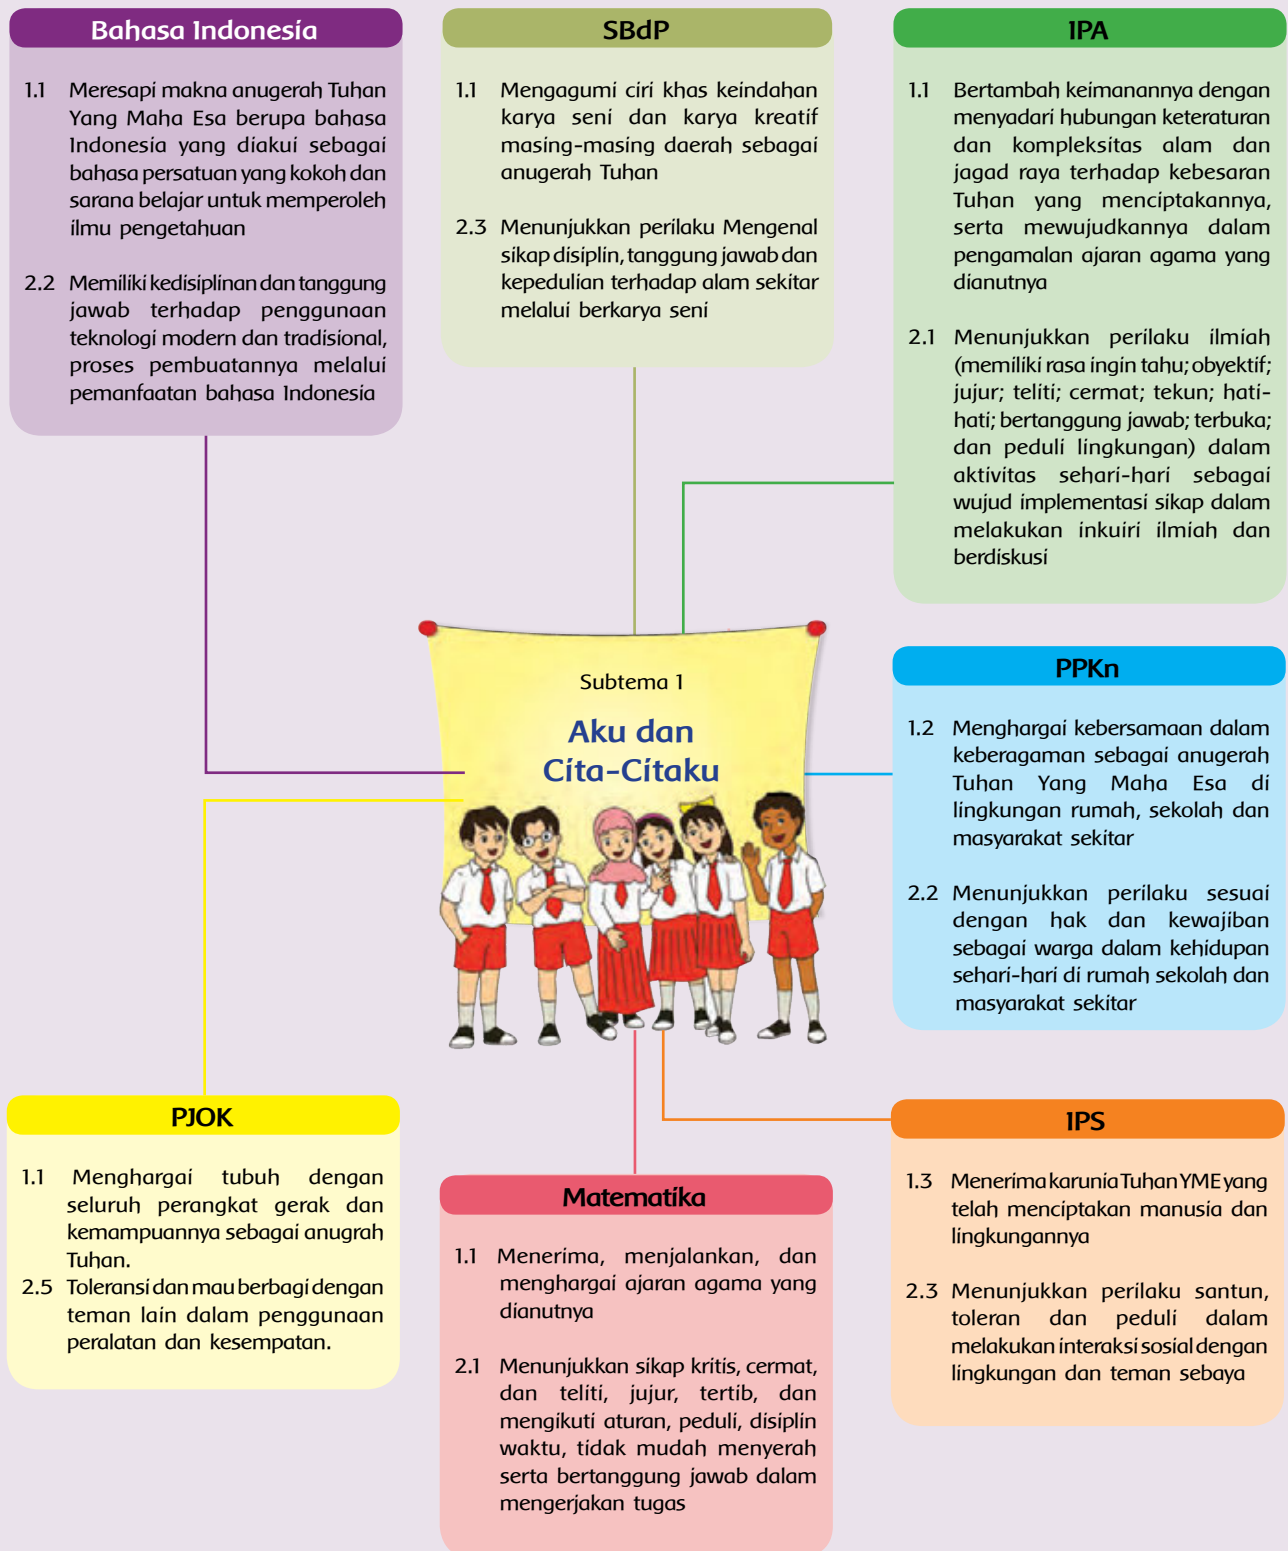 Bahasa Indonesia
1.1 Meresapi makna anugerah Tuhan
Yang Maha Esa berupa bahasa
Indonesia yang diakui sebagai
bahasa persatuan yang kokoh dan
sarana belajar untuk memperoleh
ilmu pengetahuan
2.2 Memiliki kedisiplinan dan tanggung
jawab terhadap penggunaan
teknologi modern dan tradisional,
proses pembuatannya melalui
pemanfaatan bahasa Indonesia
SBdP
1.1 Mengagumi ciri khas keindahan
karya seni dan karya kreatif
masing-masing daerah sebagai
anugerah Tuhan
2.3 Menunjukkan perilaku Mengenal
sikap disiplin, tanggung jawab dan
kepedulian terhadap alam sekitar
melalui berkarya seni
IPA
1.1 Bertambah keimanannya dengan
menyadari hubungan keteraturan
dan kompleksitas alam dan
jagad raya terhadap kebesaran
Tuhan yang menciptakannya,
serta mewujudkannya dalam
pengamalan ajaran agama yang
dianutnya
2.1 Menunjukkan perilaku ilmiah
(memiliki rasa ingin tahu; obyektif;
jujur; teliti; cermat; tekun; hati-
hati; bertanggung jawab; terbuka;
dan peduli lingkungan) dalam
aktivitas sehari-hari sebagai
wujud implementasi sikap dalam
melakukan inkuiri ilmiah dan
berdiskusi
Subtema 1
Aku dan
Cita-Citaku
PPKn
1.2 Menghargai kebersamaan dalam
keberagaman sebagai anugerah
Tuhan Yang Maha Esa di
lingkungan rumah, sekolah dan
masyarakat sekitar
2.2 Menunjukkan perilaku sesuai
dengan hak dan kewajiban
sebagai warga dalam kehidupan
sehari-hari di rumah sekolah dan
masyarakat sekitar
PJOK
1.1 Menghargai tubuh dengan
seluruh perangkat gerak dan
kemampuannya sebagai anugrah
Tuhan.
2.5 Toleransi dan mau berbagi dengan
teman lain dalam penggunaan
peralatan dan kesempatan.
Matematika
1.1 Menerima, menjalankan, dan
menghargai ajaran agama yang
dianutnya
2.1 Menunjukkan sikap kritis, cermat,
dan teliti, jujur, tertib, dan
mengikuti aturan, peduli, disiplin
waktu, tidak mudah menyerah
serta bertanggung jawab dalam
mengerjakan tugas
IPS
1.3 Menerima karunia Tuhan YME yang
telah menciptakan manusia dan
lingkungannya
2.3 Menunjukkan perilaku santun,
toleran dan peduli dalam
melakukan interaksi sosial dengan
lingkungan dan teman sebaya